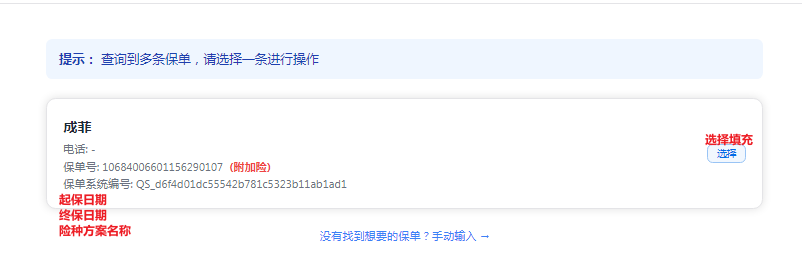 提示： 查询到多条保单，请选择一条进行操作
成菲
电话: -
选择填充
选择
保单号: 10684006601156290107 （附加险）
保单系统编号: QS_d6f4d01dc55542b781c5323b11ab1ad1
起保日期
终保日期
险种方案名称
没有找到想要的保单？手动输入 →